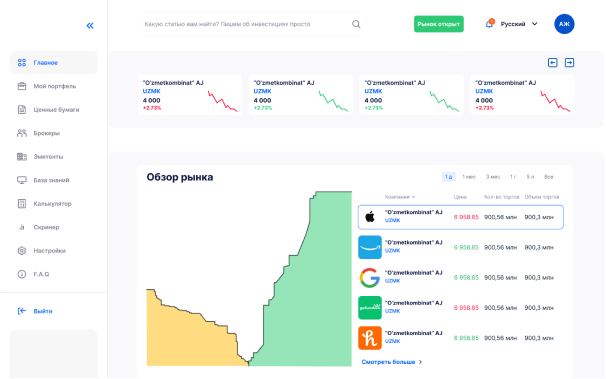 «
Какую статью вам найти? Пишем об инвестициях просто
Рынок открыт
Русский
АЖ
Главное
Мой портфель
Ценные бумаги
Брокеры
Эмитенты
База знаний
Калькулятор
Скринер
Настройки
F.A.Q
Выйти
"O'zmetkombinat" AJ
UZMK
4 000
+2.73%
"O'zmetkombinat" AJ
UZMK
4 000
+2.73%
"O'zmetkombinat" AJ
UZMK
4 000
+2.73%
"O'zmetkombinat" AJ
UZMK
4 000
+2.73%
Обзор рынка
1 д 1 мес 3 мес 1 г 5 л Все
Компания Цена Кол-во торгов Объем торгов
"O'zmetkombinat" AJ
UZMK
6 958.85 900,56 млн 900,3 млн
"O'zmetkombinat" AJ
UZMK
6 958.85 900,56 млн 900,3 млн
"O'zmetkombinat" AJ
UZMK
6 958.85 900,56 млн 900,3 млн
"O'zmetkombinat" AJ
UZMK
6 958.85 900,56 млн 900,3 млн
"O'zmetkombinat" AJ
UZMK
6 958.85 900,56 млн 900,3 млн
Смотреть больше >